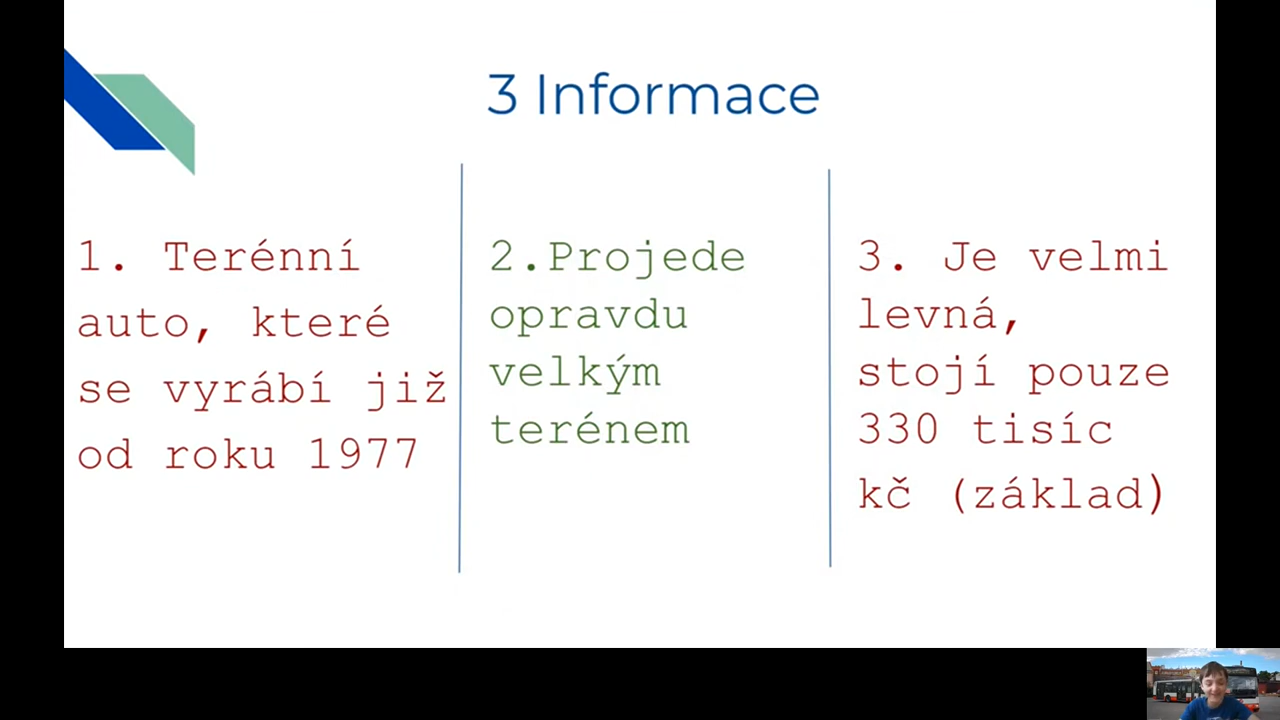 3 Informace
1. Terénní
auto, které
se vyrábí již
od roku 1977
2.Projede
opravdu
velkým
terénem
3. Je velmi
levná,
stojí pouze
330 tisíc
kč (základ)